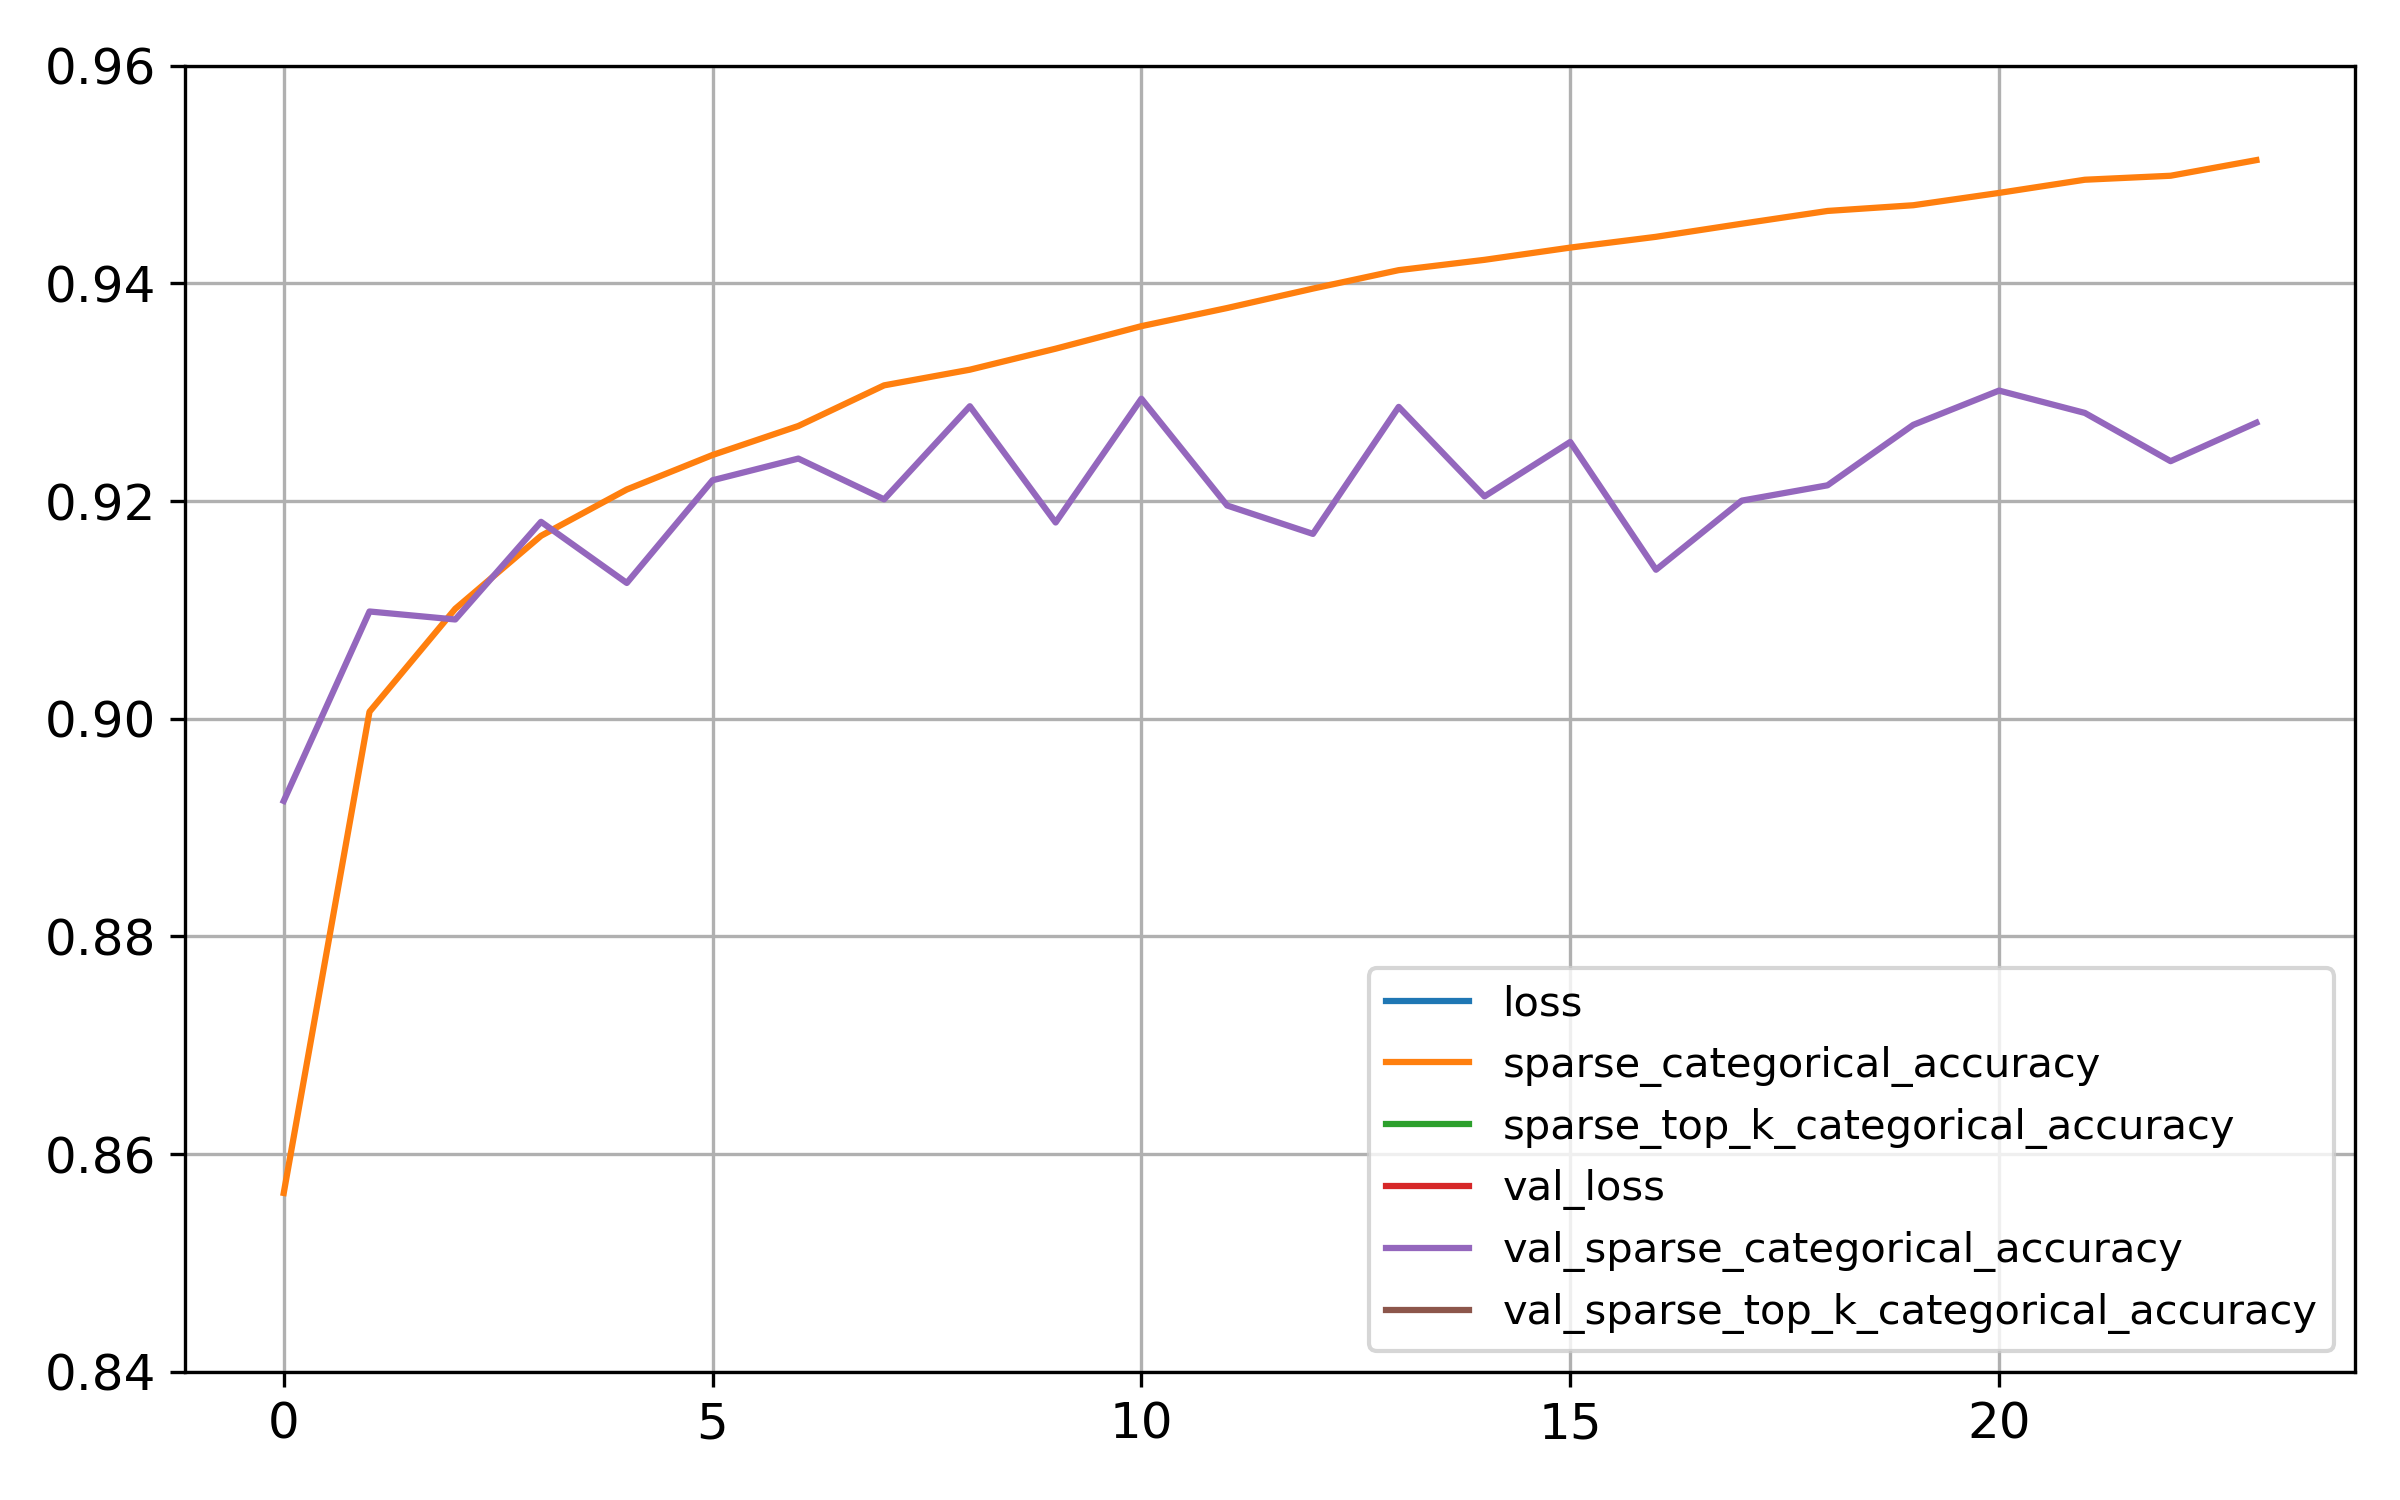 0.96
0.94
0.92
0.90
0.88
0.86
0.84
0 5 10 15 20
loss
sparse_categorical_accuracy
sparse_top_k_categorical_accuracy
val_loss
val_sparse_categorical_accuracy
val_sparse_top_k_categorical_accuracy